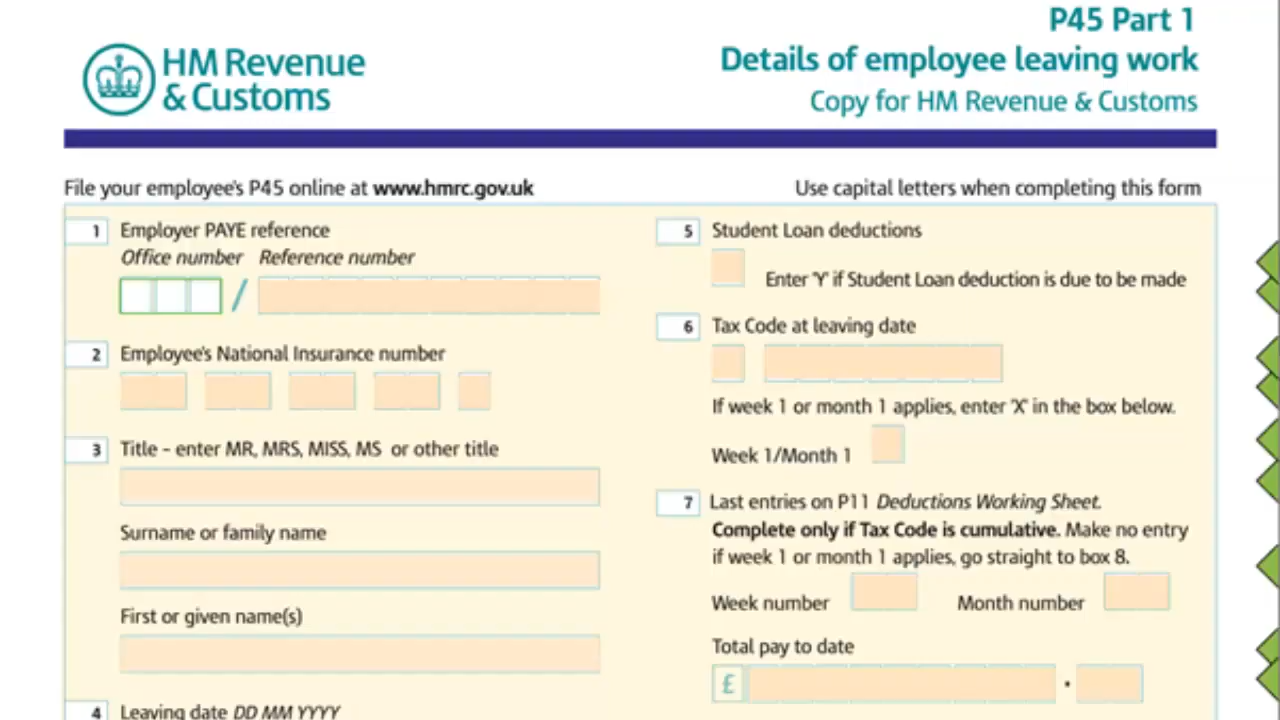 HM Revenue
& Customs
P45 Part 1
Details of employee leaving work
Copy for HM Revenue & Customs
File your employee's P45 online at www.hmrc.gov.uk
Use capital letters when completing this form
1 Employer PAYE reference
Office number Reference number
/
2 Employee's National Insurance number
3 Title – enter MR, MRS, MISS, MS or other title
Surname or family name
First or given name(s)
4 Leaving date DD MM YYYY
5 Student Loan deductions
Enter 'Y' if Student Loan deduction is due to be made
6 Tax Code at leaving date
If week 1 or month 1 applies, enter 'X' in the box below.
Week 1/Month 1
7 Last entries on P11 Deductions Working Sheet.
Complete only if Tax Code is cumulative. Make no entry
if week 1 or month 1 applies, go straight to box 8.
Week number Month number
Total pay to date
£ .